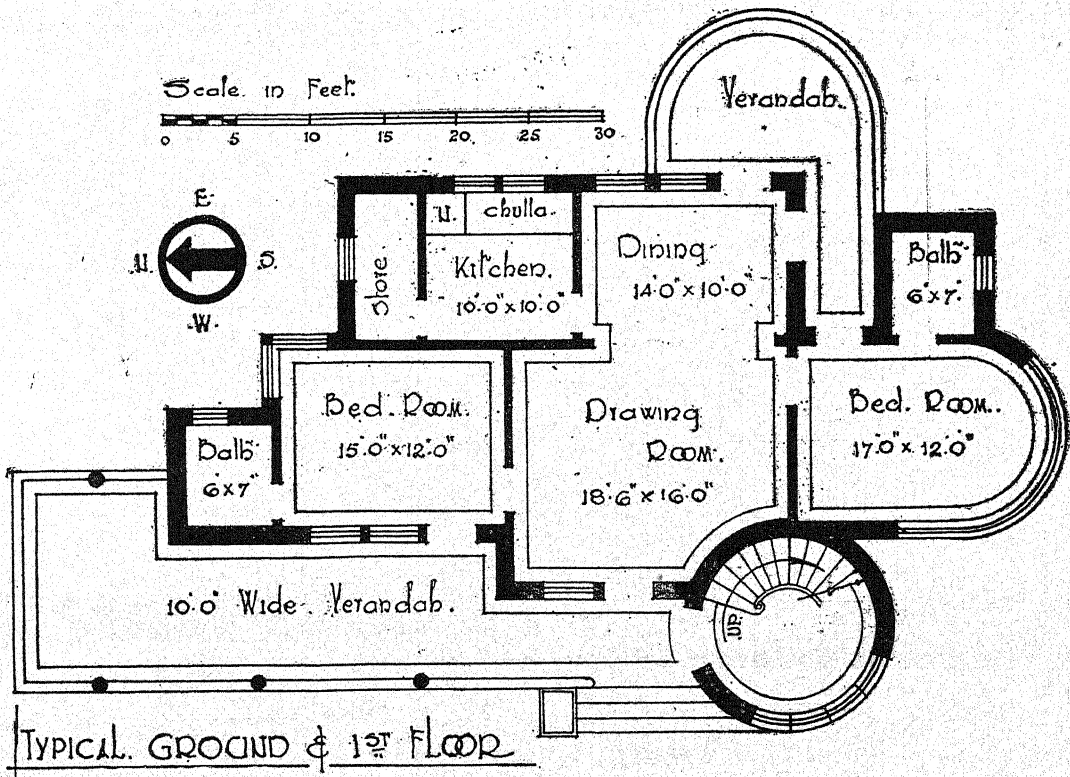 Scale in Feet.
0 5 10 15 20 25 30
E
N. S.
W.
Verandah.
N. chulla.
Store
Kitchen.
10'.0"x10'.0"
Dining
14'.0"x10'.0"
Bath
6'x7'
Bed. Room.
15'.0"x12'.0"
Drawing
Room.
18'.6"x16'.0"
Bed. Room.
17'.0"x12'.0"
Bath
6'x7"
10'.0" Wide. Verandah.
UP.
TYPICAL. GROUND & 1ST FLOOR